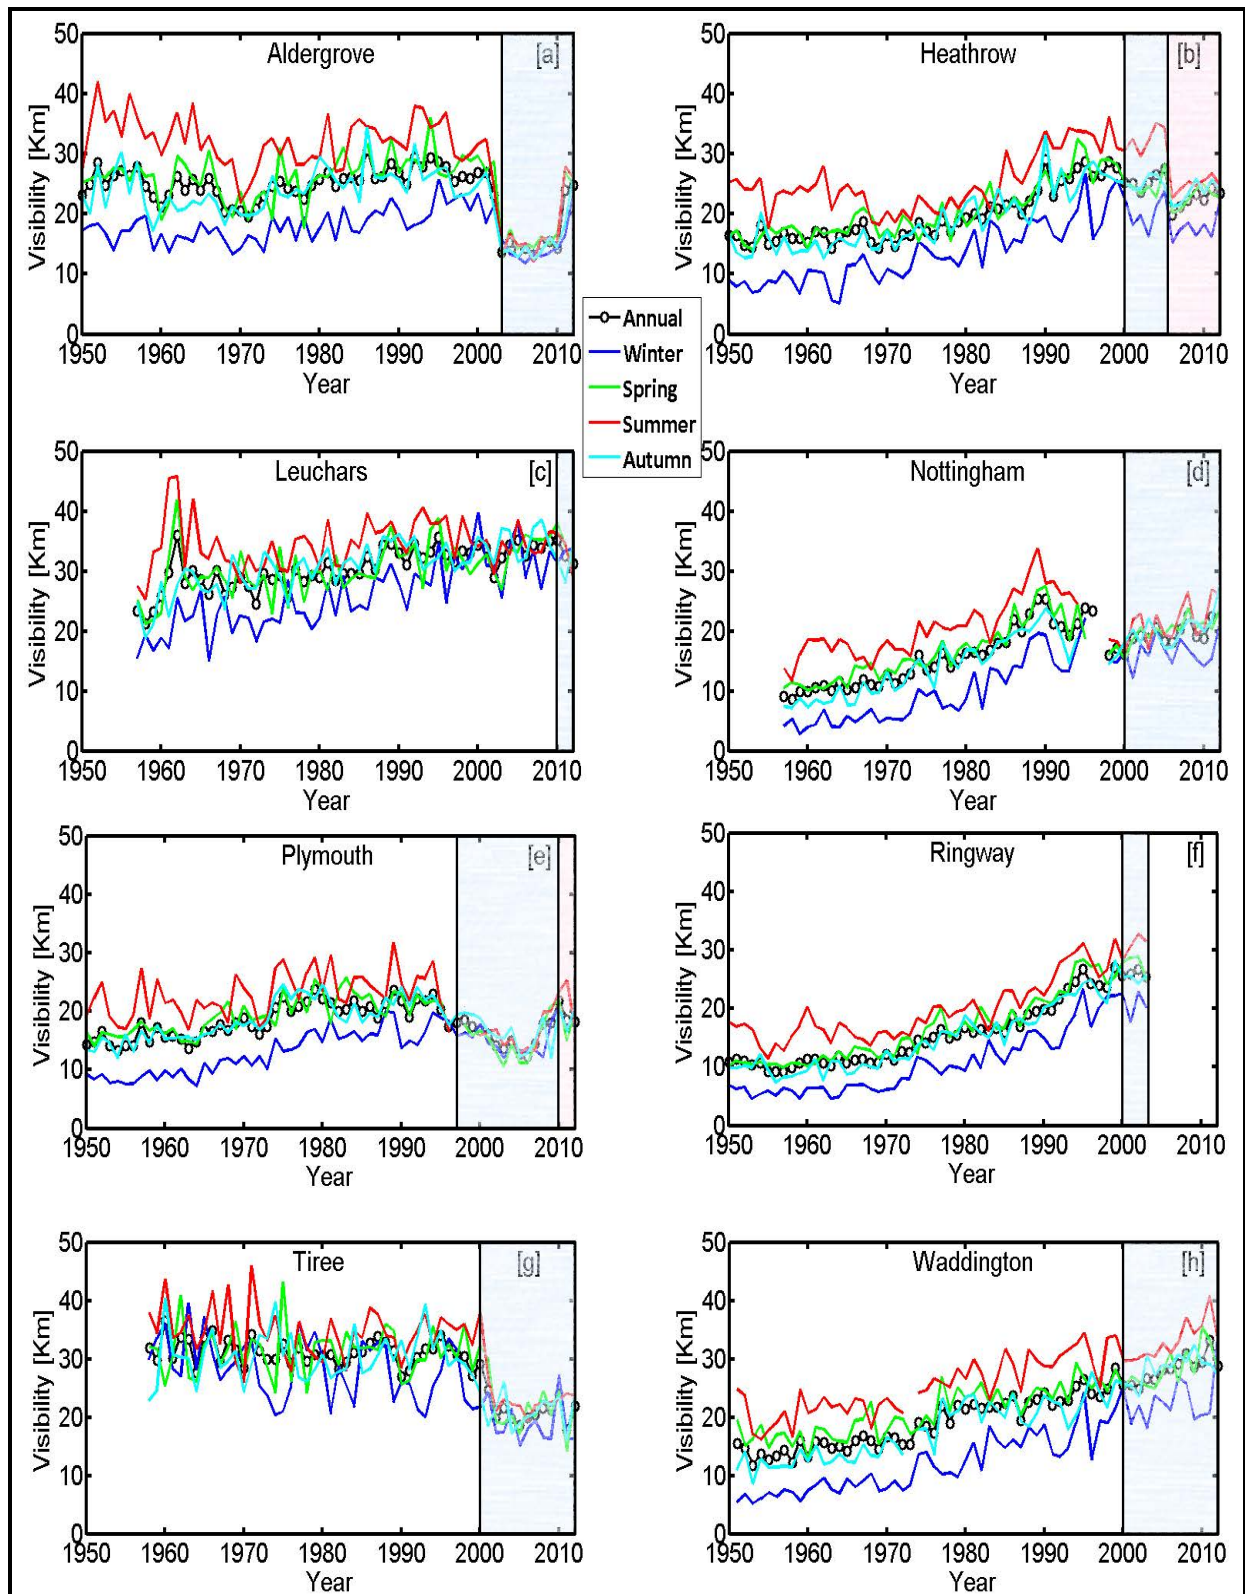 Aldergrove [a]
50
40
30
20
10
0
Visibility [Km]
1950 1960 1970 1980 1990 2000 2010
Year
Heathrow [b]
50
40
30
20
10
0
Visibility [Km]
1950 1960 1970 1980 1990 2000 2010
Year
Annual
Winter
Spring
Summer
Autumn
Leuchars [c]
50
40
30
20
10
0
Visibility [Km]
1950 1960 1970 1980 1990 2000 2010
Year
Nottingham [d]
50
40
30
20
10
0
Visibility [Km]
1950 1960 1970 1980 1990 2000 2010
Year
Plymouth [e]
50
40
30
20
10
0
Visibility [Km]
1950 1960 1970 1980 1990 2000 2010
Year
Ringway [f]
50
40
30
20
10
0
Visibility [Km]
1950 1960 1970 1980 1990 2000 2010
Year
Tiree [g]
50
40
30
20
10
0
Visibility [Km]
1950 1960 1970 1980 1990 2000 2010
Year
Waddington [h]
50
40
30
20
10
0
Visibility [Km]
1950 1960 1970 1980 1990 2000 2010
Year